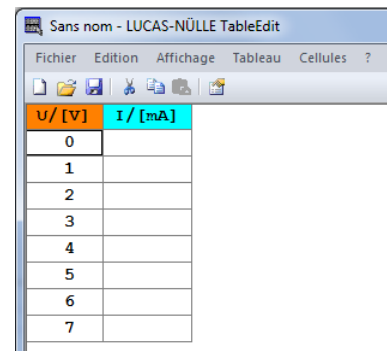 Sans nom - LUCAS-NÜLLE TableEdit
Fichier Edition Affichage Tableau Cellules ?
U/[V] I/[mA]
0
1
2
3
4
5
6
7